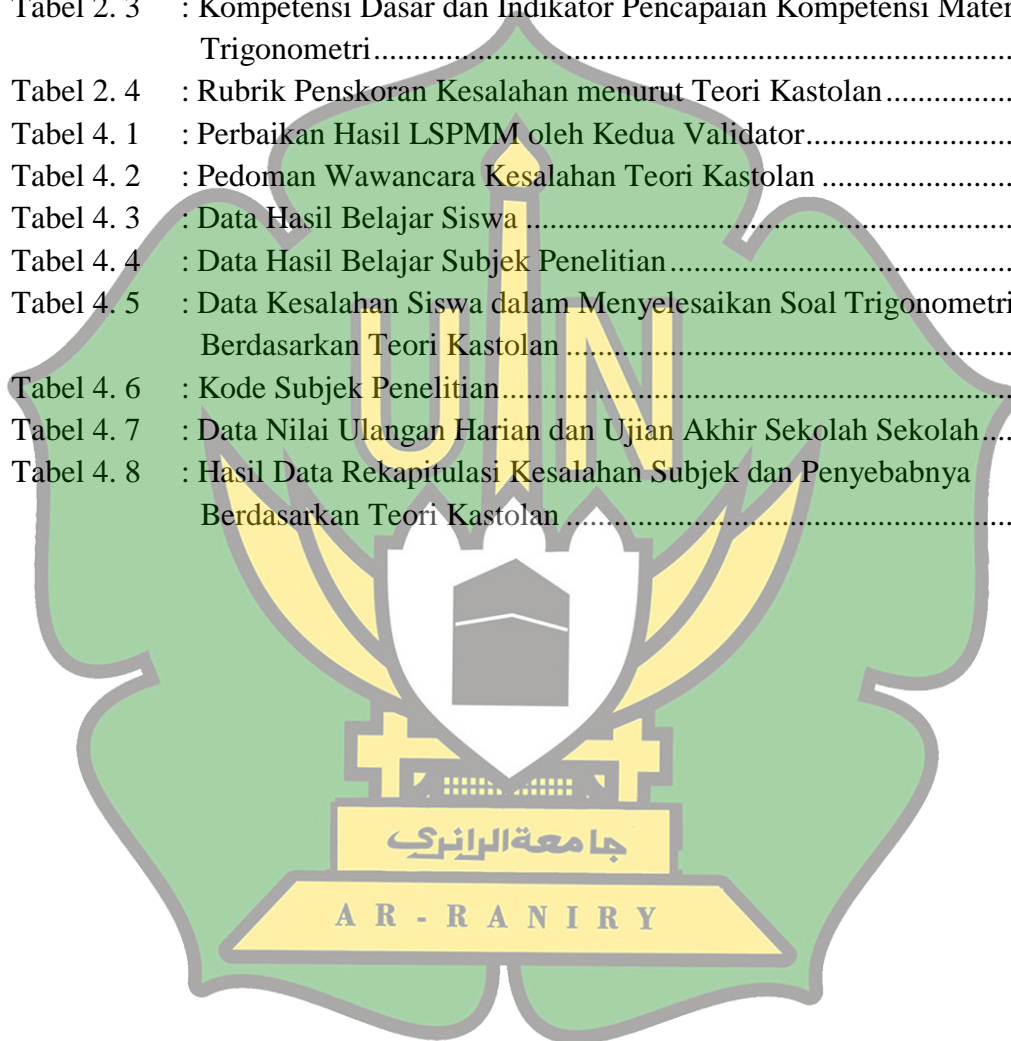 Tabel 2. 3 : Kompetensi Dasar dan Indikator Pencapaian Kompetensi Mater
Trigonometri................................................................................
Tabel 2. 4 : Rubrik Penskoran Kesalahan menurut Teori Kastolan................
Tabel 4. 1 : Perbaikan Hasil LSPMM oleh Kedua Validator..........................
Tabel 4. 2 : Pedoman Wawancara Kesalahan Teori Kastolan ........................
Tabel 4. 3 : Data Hasil Belajar Siswa .............................................................
Tabel 4. 4 : Data Hasil Belajar Subjek Penelitian...........................................
Tabel 4. 5 : Data Kesalahan Siswa dalam Menyelesaikan Soal Trigonometri
Berdasarkan Teori Kastolan ........................................................
Tabel 4. 6 : Kode Subjek Penelitian................................................................
Tabel 4. 7 : Data Nilai Ulangan Harian dan Ujian Akhir Sekolah Sekolah....
Tabel 4. 8 : Hasil Data Rekapitulasi Kesalahan Subjek dan Penyebabnya
Berdasarkan Teori Kastolan ........................................................
UIN
جامعة الرانري
AR-RANIRY